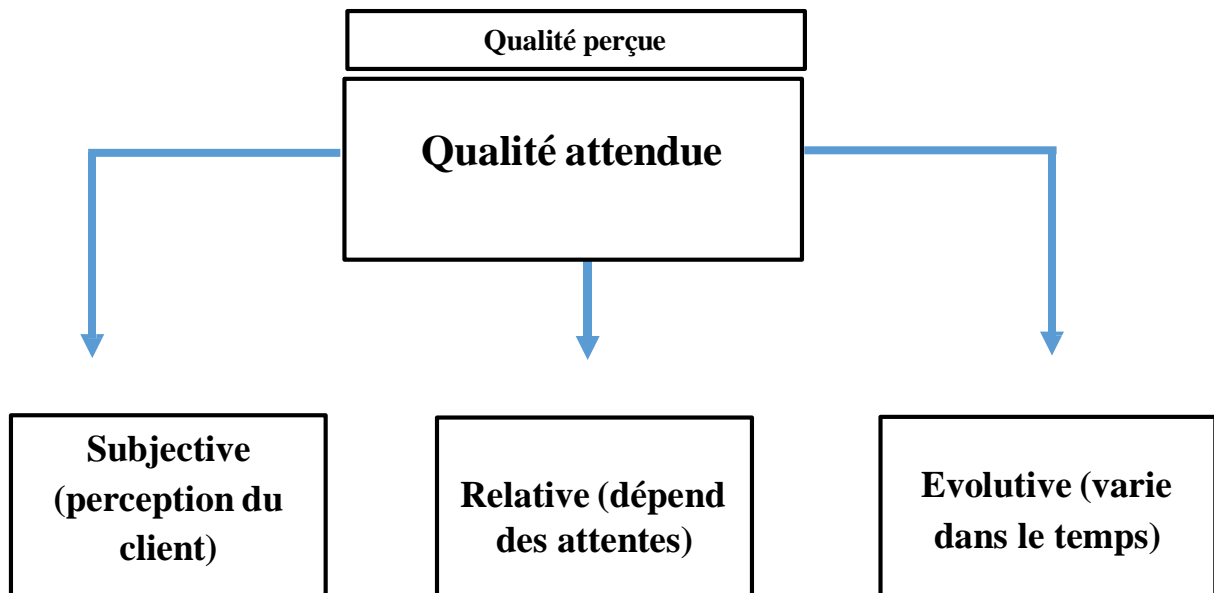 Qualité perçue
Qualité attendue
Subjective
(perception du
client)
Relative (dépend
des attentes)
Evolutive (varie
dans le temps)